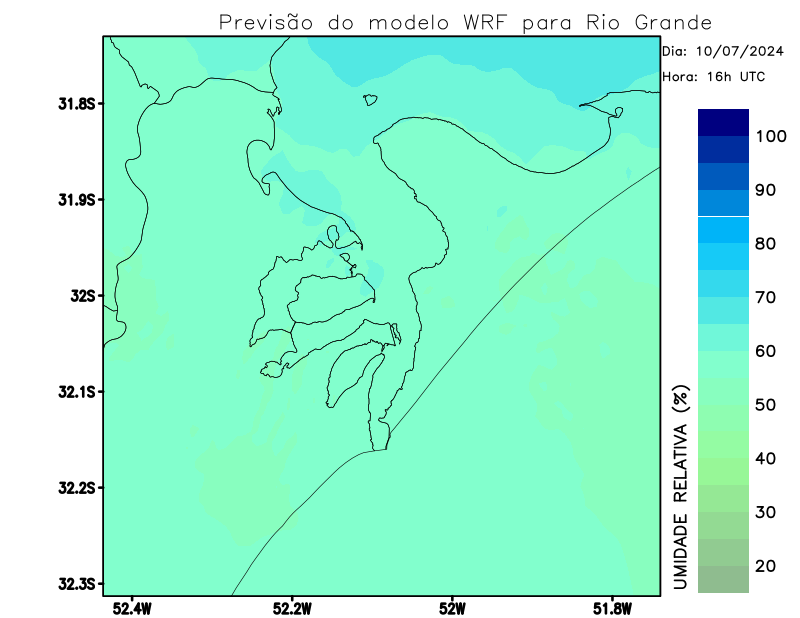 Previsão do modelo WRF para Rio Grande
Dia: 10/07/2024
Hora: 16h UTC
31.8S
31.9S
32S
32.1S
32.2S
32.3S
52.4W
52.2W
52W
51.8W
100
90
80
70
60
50
40
30
20
UMIDADE RELATIVA (%)